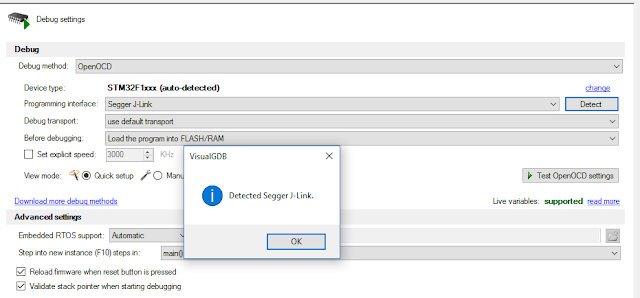 Debug settings
Debug
Debug method: OpenOCD
Device type: STM32F1xxx (auto-detected) change
Programming interface: Segger J-Link Detect
Debug transport: use default transport
Before debugging: Load the program into FLASH/RAM
Set explicit speed: 3000 KHz
VisualGDB
View mode: Quick setup Manu
Test OpenOCD settings
Detected Segger J-Link.
Download more debug methods
Live variables: supported read more
Advanced settings
Embedded RTOS support: Automatic
OK
Step into new instance (F10) steps in: main()
Reload firmware when reset button is pressed
Validate stack pointer when starting debugging